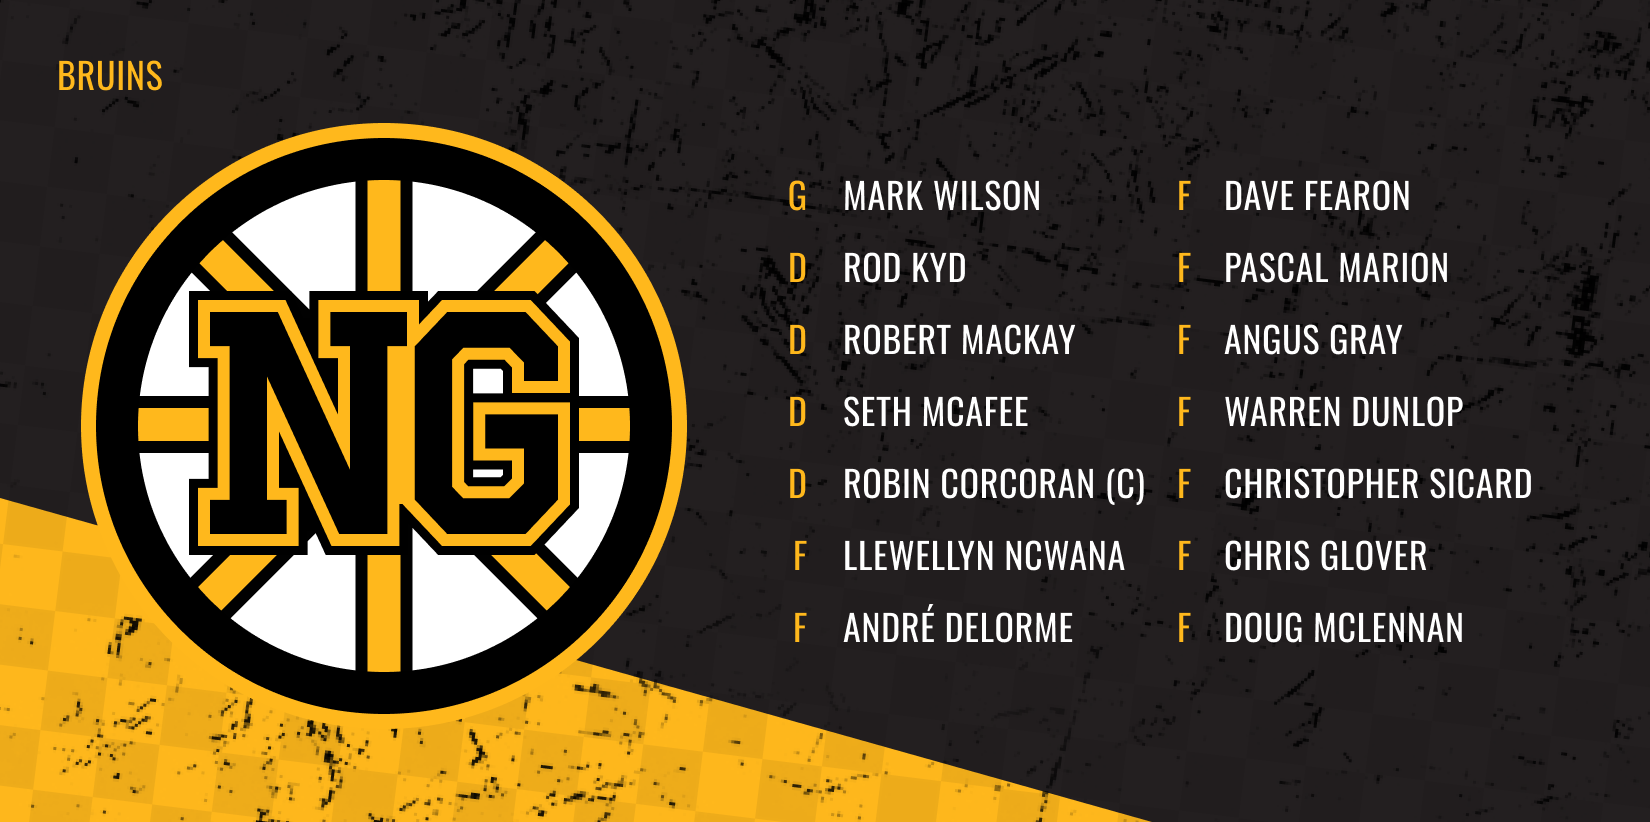 BRUINS
NG
G MARK WILSON
D ROD KYD
D ROBERT MACKAY
D SETH MCAFEE
D ROBIN CORCORAN (C)
F LLEWELLYN NCWANA
F ANDRÉ DELORME
F DAVE FEARON
F PASCAL MARION
F ANGUS GRAY
F WARREN DUNLOP
F CHRISTOPHER SICARD
F CHRIS GLOVER
F DOUG MCLENNAN